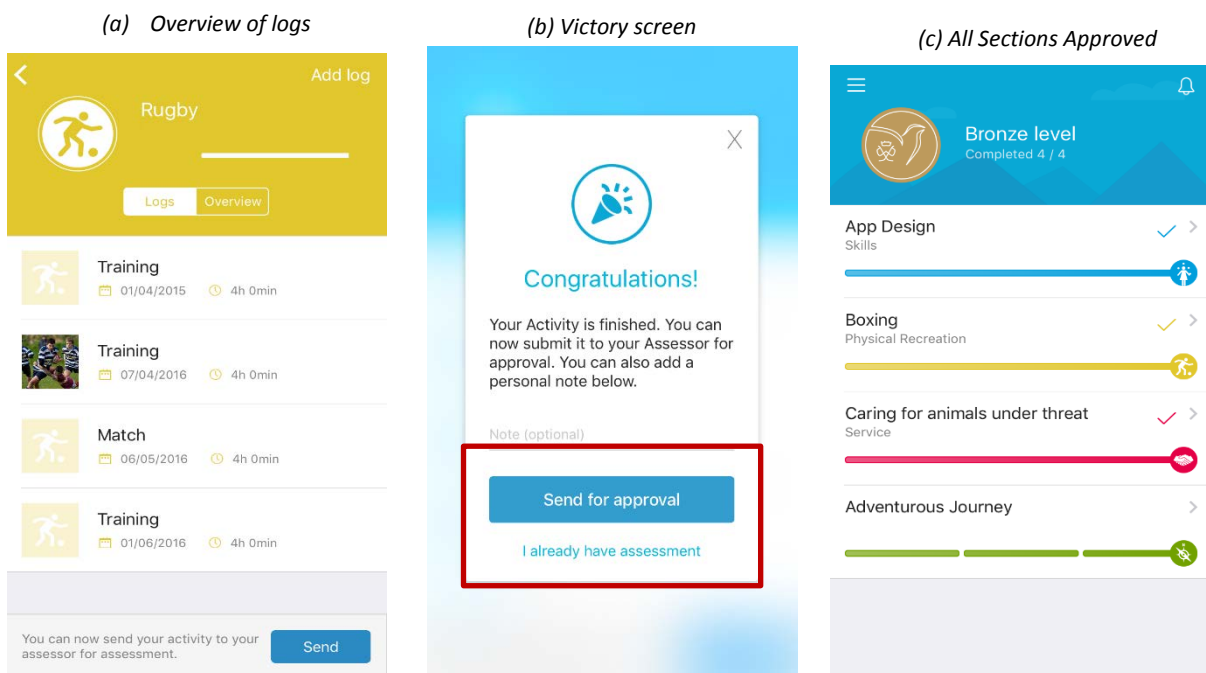 (a) Overview of logs
Add log
Rugby
Logs Overview
Training
01/04/2015 4h 0min
Training
07/04/2016 4h 0min
Match
06/05/2016 4h 0min
Training
01/06/2016 4h 0min
You can now send your activity to your
assessor for assessment.
Send
(b) Victory screen
X
Congratulations!
Your Activity is finished. You can
now submit it to your Assessor for
approval. You can also add a
personal note below.
Note (optional)
Send for approval
I already have assessment
(c) All Sections Approved
Bronze level
Completed 4 / 4
App Design
Skills
Boxing
Physical Recreation
Caring for animals under threat
Service
Adventurous Journey